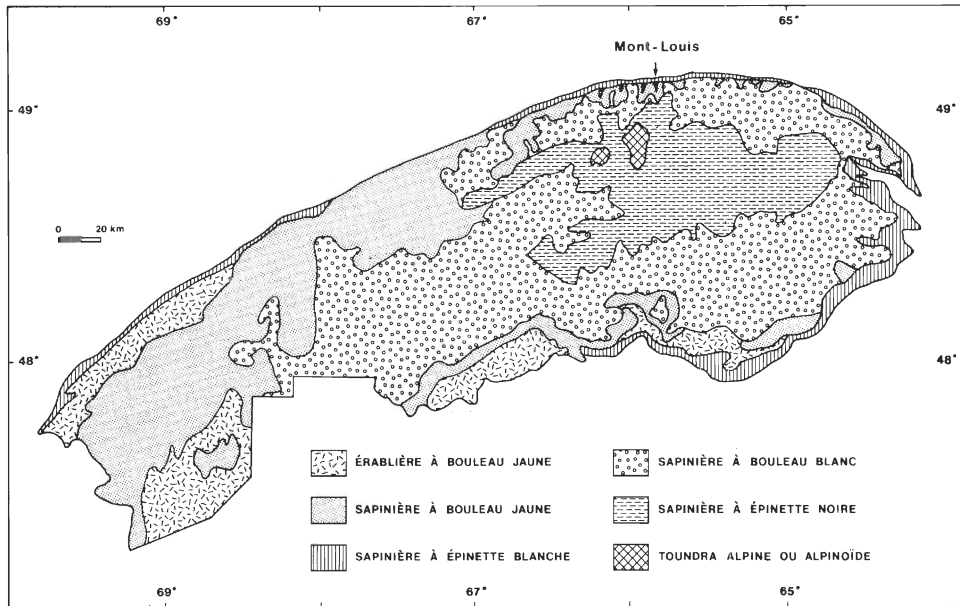 69°
67°
65°
Mont-Louis
49°
49°
0 20 km
48°
48°
ÉRABLIÈRE À BOULEAU JAUNE
SAPINIÈRE À BOULEAU BLANC
SAPINIÈRE À BOULEAU JAUNE
SAPINIÈRE À ÉPINETTE NOIRE
SAPINIÈRE À ÉPINETTE BLANCHE
TOUNDRA ALPINE OU ALPINOÏDE
69°
67°
65°